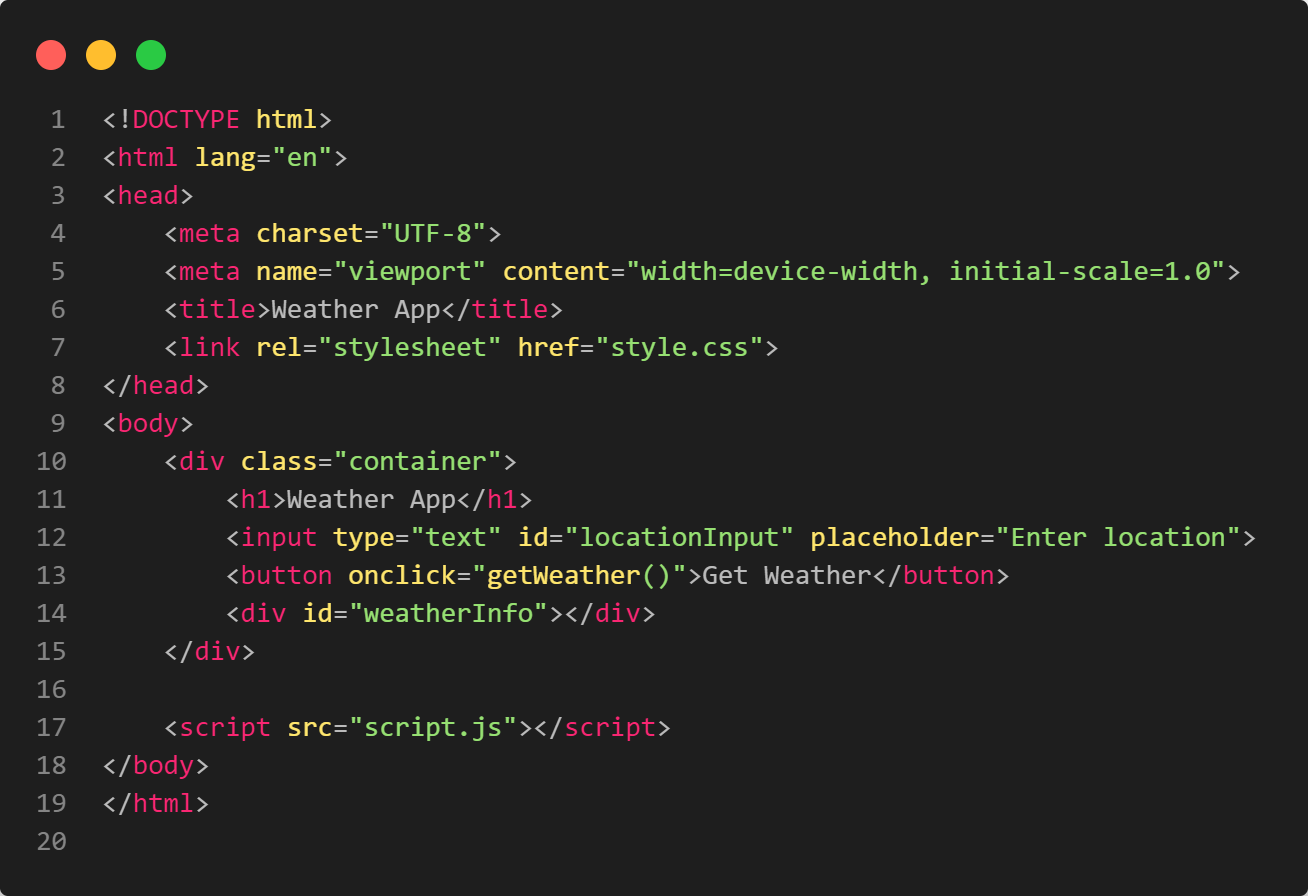 1 <!DOCTYPE html>
2 <html lang="en">
3 <head>
4     <meta charset="UTF-8">
5     <meta name="viewport" content="width=device-width, initial-scale=1.0">
6     <title>Weather App</title>
7     <link rel="stylesheet" href="style.css">
8 </head>
9 <body>
10     <div class="container">
11         <h1>Weather App</h1>
12         <input type="text" id="locationInput" placeholder="Enter location">
13         <button onclick="getWeather()">Get Weather</button>
14         <div id="weatherInfo"></div>
15     </div>
16
17     <script src="script.js"></script>
18 </body>
19 </html>
20